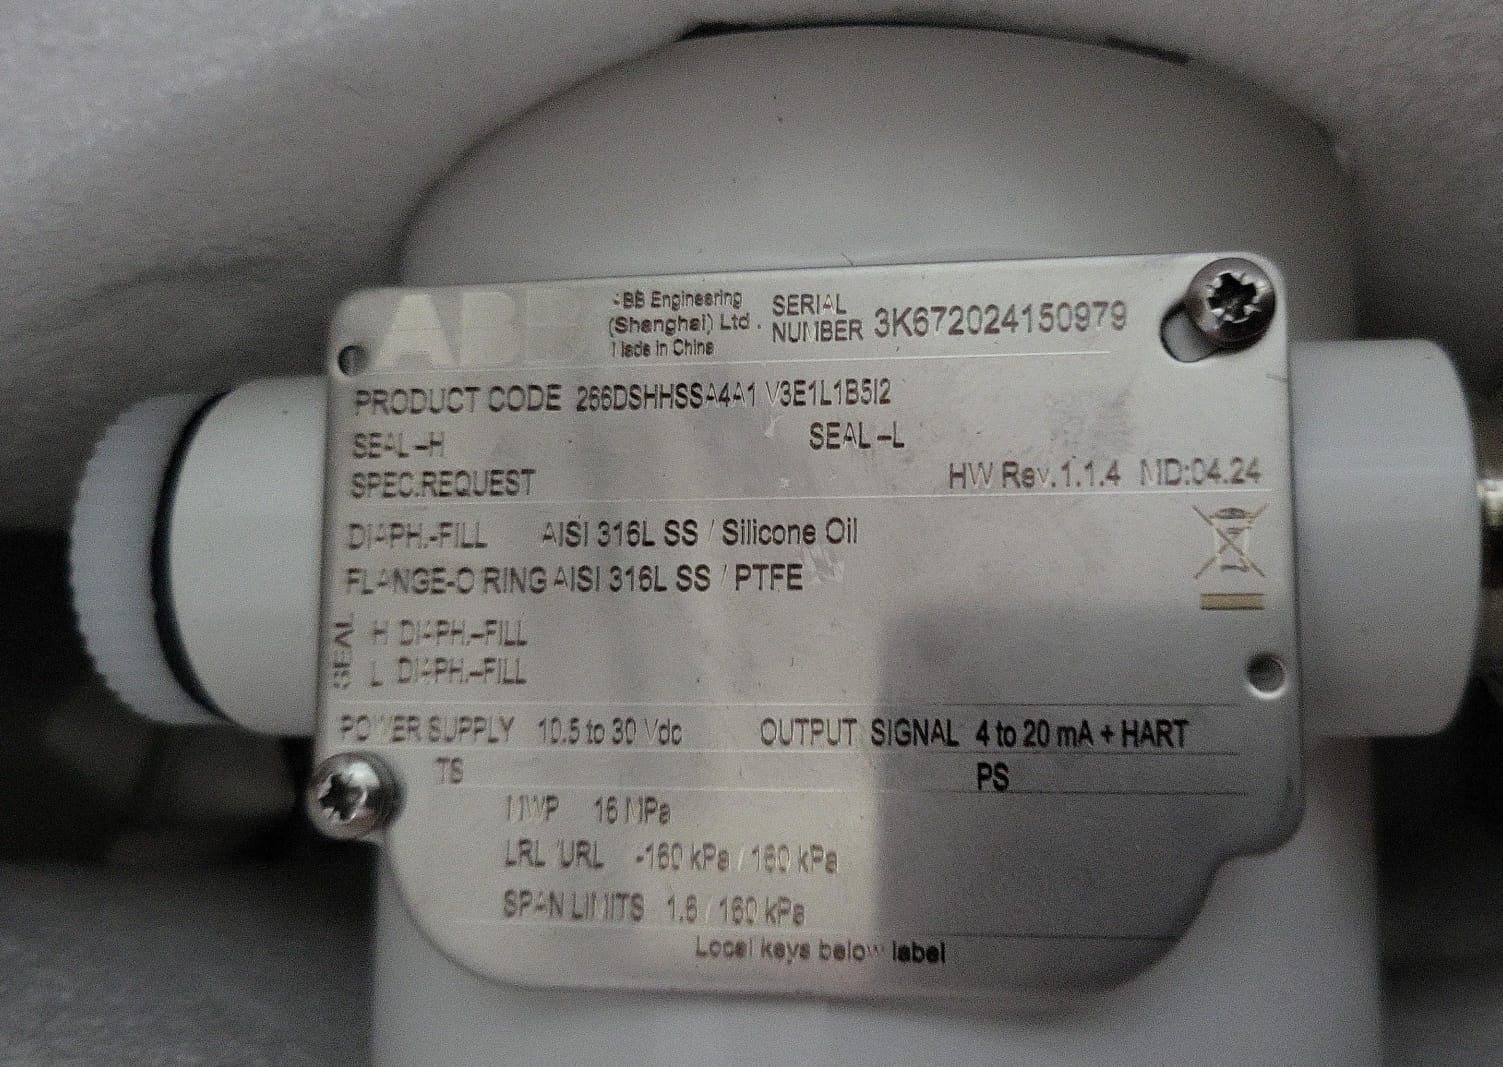 ABB
ABB Engineering
(Shanghai) Ltd.
Made in China
SERIAL
NUMBER 3K672024150979
PRODUCT CODE 266DSHHSSA4A1 V3E1L1B5I2
SEAL-H SEAL-L
SPEC.REQUEST HW Rev.1.1.4 MD:04.24
DIAPH.-FILL AISI 316L SS / Silicone Oil
FLANGE-O RING AISI 316L SS / PTFE
SEAL
H DIAPH.-FILL
L DIAPH.-FILL
POWER SUPPLY 10.5 to 30 Vdc OUTPUT SIGNAL 4 to 20 mA + HART
TS PS
MWP 16 MPa
LRL/URL -160 kPa / 160 kPa
SPAN LIMITS 1.6 / 160 kPa
Local keys below label